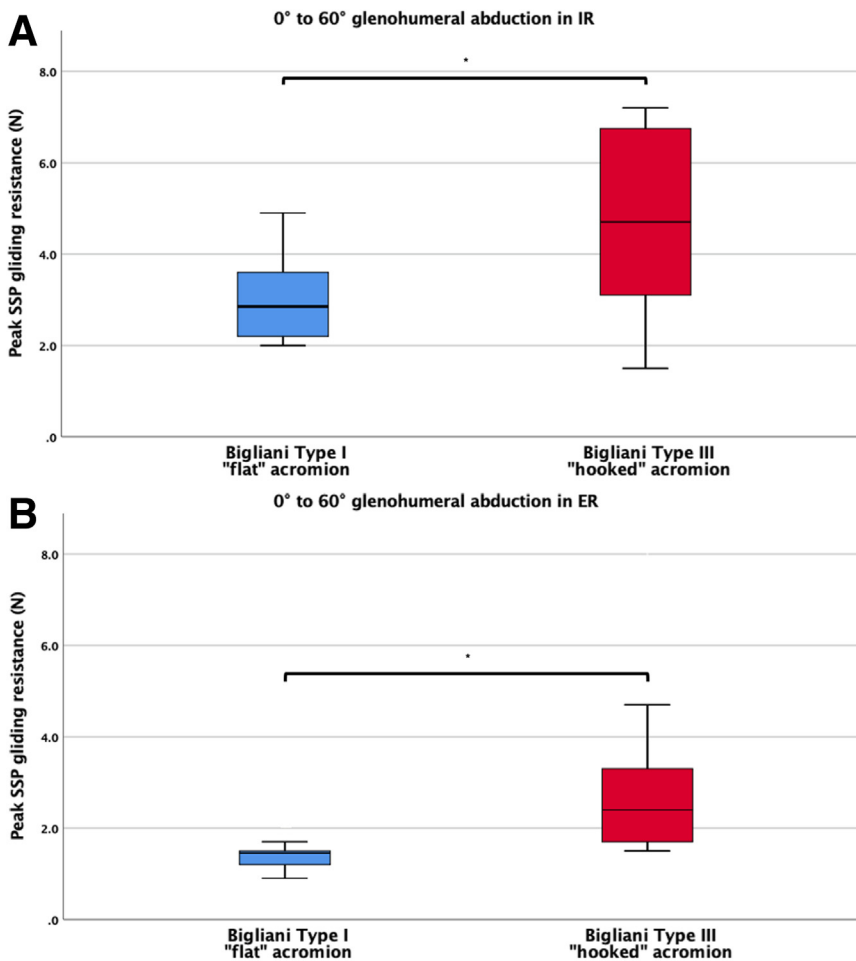 A
0° to 60° glenohumeral abduction in IR
Peak SSP gliding resistance (N)
8.0
*
6.0
4.0
2.0
.0
Bigliani Type I
"flat" acromion
Bigliani Type III
"hooked" acromion
B
0° to 60° glenohumeral abduction in ER
Peak SSP gliding resistance (N)
8.0
6.0
*
4.0
2.0
.0
Bigliani Type I
"flat" acromion
Bigliani Type III
"hooked" acromion